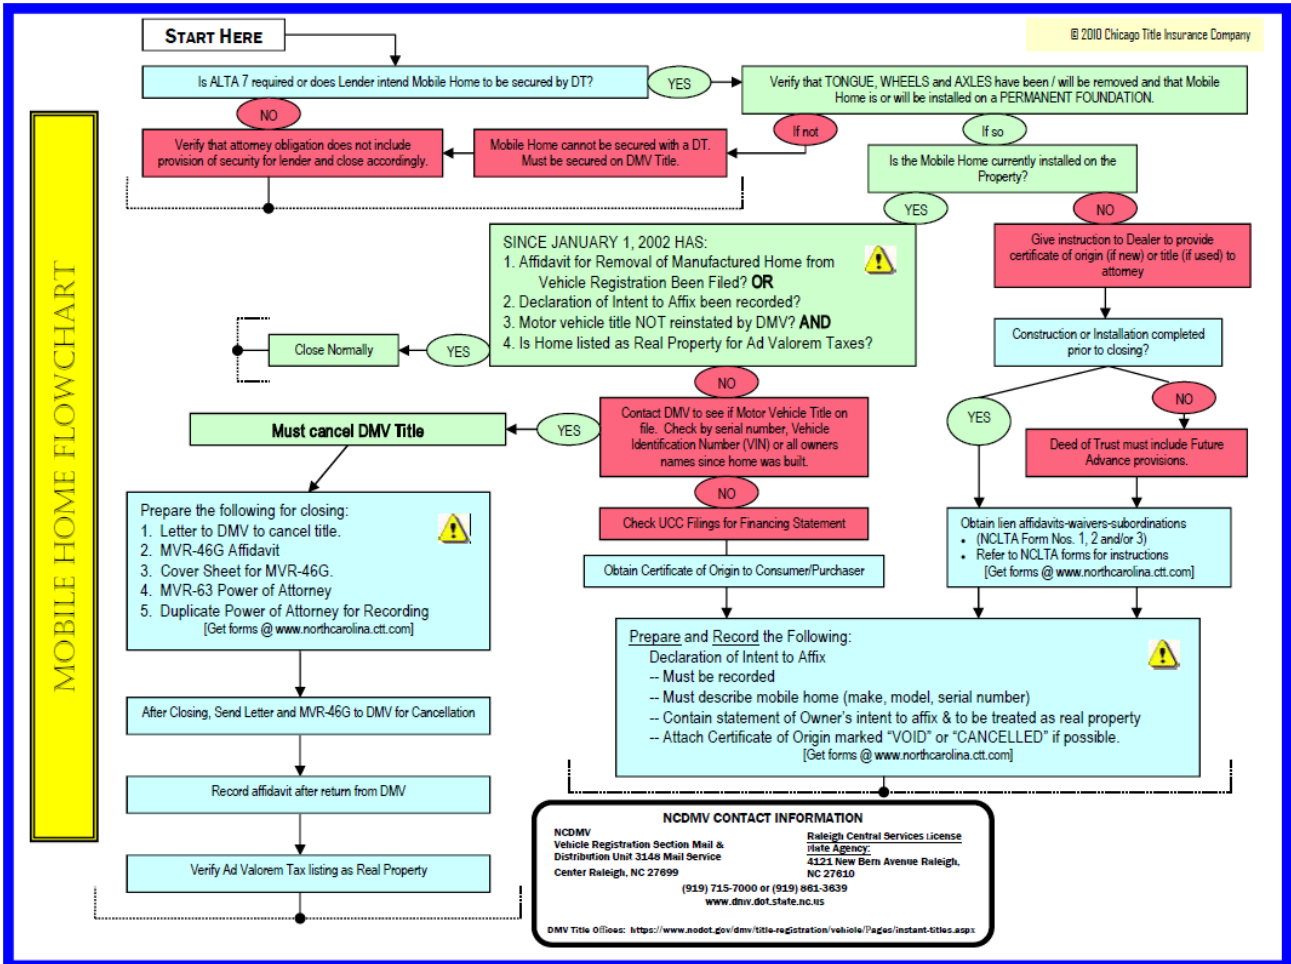 START HERE
© 2010 Chicago Title Insurance Company
Is ALTA 7 required or does Lender intend Mobile Home to be secured by DT?
YES
Verify that TONGUE, WHEELS and AXLES have been / will be removed and that Mobile
Home is or will be installed on a PERMANENT FOUNDATION.
NO
If not
If so
Verify that attorney obligation does not include
provision of security for lender and close accordingly.
Mobile Home cannot be secured with a DT.
Must be secured on DMV Title.
Is the Mobile Home currently installed on the
Property?
YES
NO
MOBILE HOME FLOWCHART
SINCE JANUARY 1, 2002 HAS:
1. Affidavit for Removal of Manufactured Home from
Vehicle Registration Been Filed? OR
2. Declaration of Intent to Affix been recorded?
3. Motor vehicle title NOT reinstated by DMV? AND
4. Is Home listed as Real Property for Ad Valorem Taxes?
Give instruction to Dealer to provide
certificate of origin (if new) or title (if used) to
attorney
Close Normally
YES
Construction or Installation completed
prior to closing?
NO
YES
NO
Must cancel DMV Title
YES
Contact DMV to see if Motor Vehicle Title on
file. Check by serial number, Vehicle
Identification Number (VIN) or all owners
names since home was built.
Deed of Trust must include Future
Advance provisions.
NO
Prepare the following for closing:
1. Letter to DMV to cancel title.
2. MVR-46G Affidavit
3. Cover Sheet for MVR-46G.
4. MVR-63 Power of Attorney
5. Duplicate Power of Attorney for Recording
[Get forms @ www.northcarolina.ctt.com]
Check UCC Filings for Financing Statement
Obtain Certificate of Origin to Consumer/Purchaser
Obtain lien affidavits-waivers-subordinations
• (NCLTA Form Nos. 1, 2 and/or 3)
• Refer to NCLTA forms for instructions
[Get forms @ www.northcarolina.ctt.com]
Prepare and Record the Following:
Declaration of Intent to Affix
-- Must be recorded
-- Must describe mobile home (make, model, serial number)
-- Contain statement of Owner's intent to affix & to be treated as real property
-- Attach Certificate of Origin marked “VOID” or “CANCELLED” if possible.
[Get forms @ www.northcarolina.ctt.com]
After Closing, Send Letter and MVR-46G to DMV for Cancellation
Record affidavit after return from DMV
Verify Ad Valorem Tax listing as Real Property
NCDMV CONTACT INFORMATION
NCDMV
Vehicle Registration Section Mail &
Distribution Unit 3148 Mail Service
Center Raleigh, NC 27699
Raleigh Central Services License
Plate Agency:
4121 New Bern Avenue Raleigh,
NC 27610
(919) 715-7000 or (919) 861-3639
www.dmv.dot.state.nc.us
DMV Title Offices: https://www.ncdot.gov/dmv/title-registration/vehicle/Pages/instant-titles.aspx